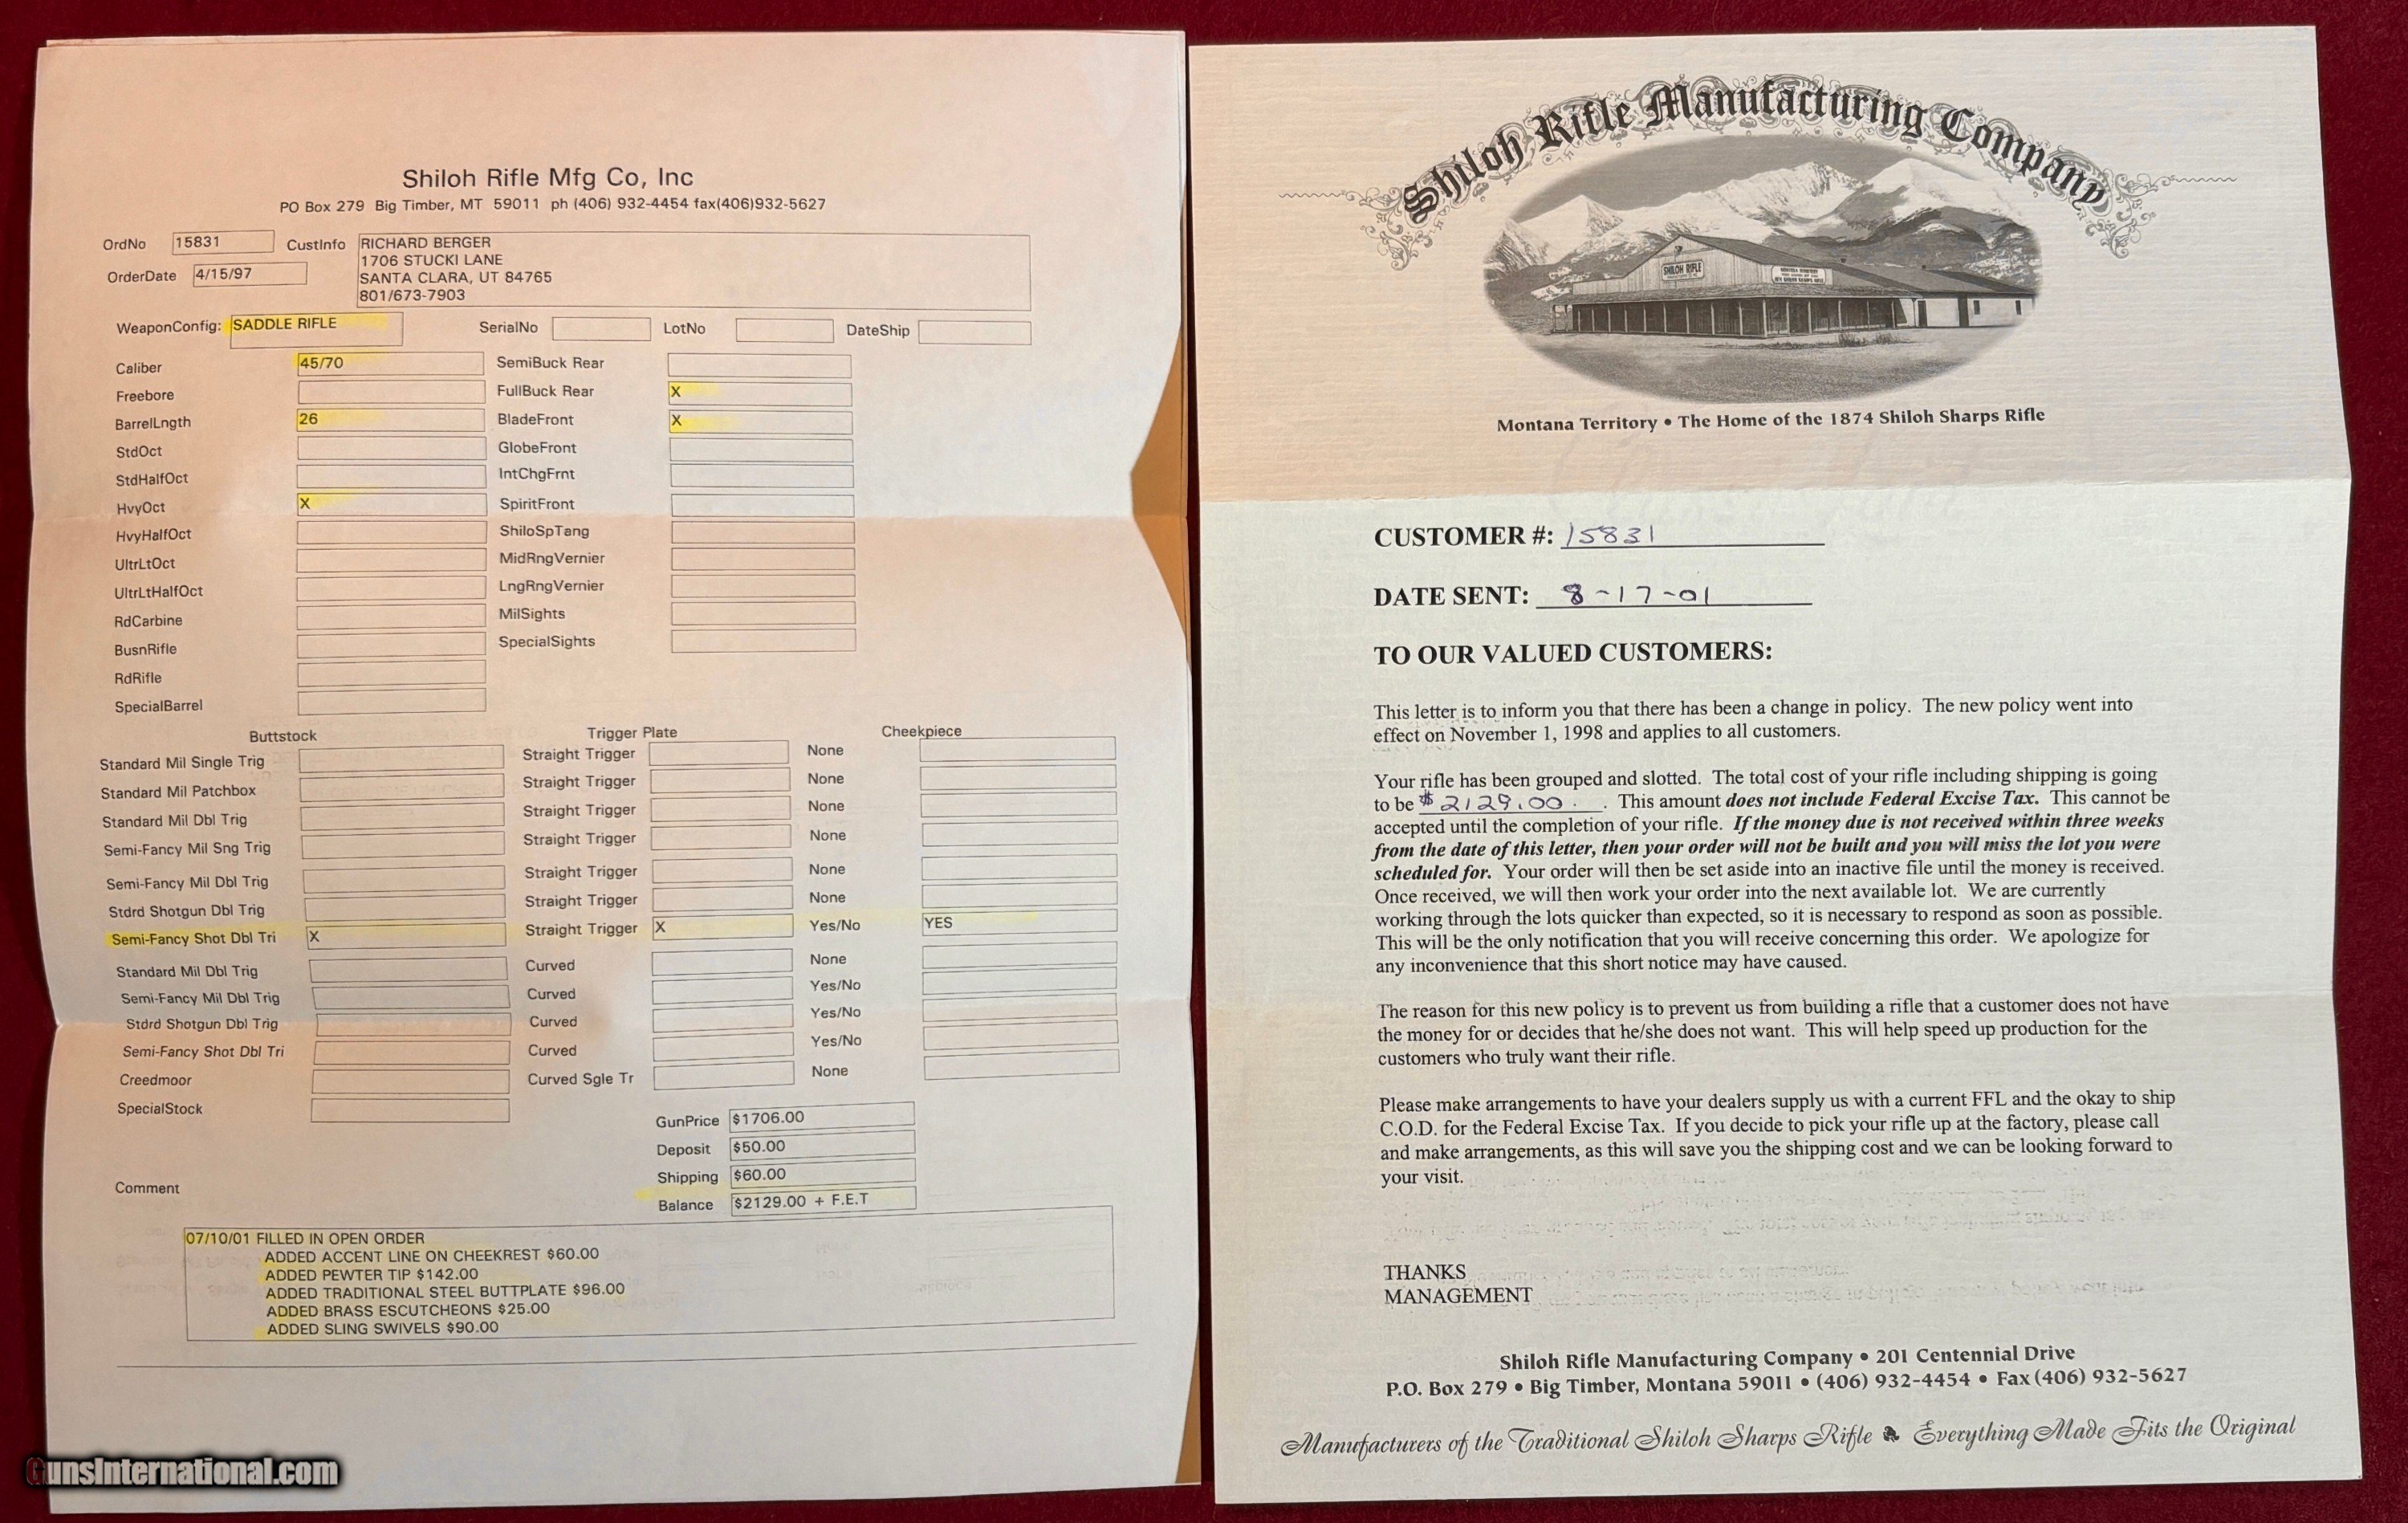 Shiloh Rifle Mfg Co, Inc
PO Box 279 Big Timber, MT 59011 ph (406) 932-4454 fax(406)932-5627
OrdNo 15831 CustInfo RICHARD BERGER
1706 STUCKI LANE
OrderDate 4/15/97 SANTA CLARA, UT 84765
801/673-7903
WeaponConfig: SADDLE RIFLE SerialNo LotNo DateShip
Caliber 45/70 SemiBuck Rear
Freebore FullBuck Rear X
BarrelLngth 26 BladeFront X
StdOct GlobeFront
StdHalfOct IntChgFrnt
HvyOct X SpiritFront
HvyHalfOct ShiloSpTang
UltrLtOct MidRngVernier
UltrLtHalfOct LngRngVernier
RdCarbine MilSights
BusnRifle SpecialSights
RdRifle
SpecialBarrel
Buttstock Trigger Plate Cheekpiece
Standard Mil Single Trig Straight Trigger None
Standard Mil Patchbox Straight Trigger None
Standard Mil Dbl Trig Straight Trigger None
Semi-Fancy Mil Sng Trig Straight Trigger None
Semi-Fancy Mil Dbl Trig Straight Trigger None
Stdrd Shotgun Dbl Trig Straight Trigger None
Semi-Fancy Shot Dbl Tri X Straight Trigger X Yes/No YES
Standard Mil Dbl Trig Curved None
Semi-Fancy Mil Dbl Trig Curved Yes/No
Stdrd Shotgun Dbl Trig Curved Yes/No
Semi-Fancy Shot Dbl Tri Curved Yes/No
Creedmoor Curved Sgle Tr None
SpecialStock
GunPrice $1706.00
Deposit $50.00
Shipping $60.00
Comment Balance $2129.00 + F.E.T
07/10/01 FILLED IN OPEN ORDER
ADDED ACCENT LINE ON CHEEKREST $60.00
ADDED PEWTER TIP $142.00
ADDED TRADITIONAL STEEL BUTTPLATE $96.00
ADDED BRASS ESCUTCHEONS $25.00
ADDED SLING SWIVELS $90.00
GunsInternational.com
Shiloh Rifle Manufacturing Company
SHILOH RIFLE
Montana Territory • The Home of the 1874 Shiloh Sharps Rifle
CUSTOMER #: 15831
DATE SENT: 8-17-01
TO OUR VALUED CUSTOMERS:
This letter is to inform you that there has been a change in policy. The new policy went into
effect on November 1, 1998 and applies to all customers.
Your rifle has been grouped and slotted. The total cost of your rifle including shipping is going
to be $2129.00. . This amount does not include Federal Excise Tax. This cannot be
accepted until the completion of your rifle. If the money due is not received within three weeks
from the date of this letter, then your order will not be built and you will miss the lot you were
scheduled for. Your order will then be set aside into an inactive file until the money is received.
Once received, we will then work your order into the next available lot. We are currently
working through the lots quicker than expected, so it is necessary to respond as soon as possible.
This will be the only notification that you will receive concerning this order. We apologize for
any inconvenience that this short notice may have caused.
The reason for this new policy is to prevent us from building a rifle that a customer does not have
the money for or decides that he/she does not want. This will help speed up production for the
customers who truly want their rifle.
Please make arrangements to have your dealers supply us with a current FFL and the okay to ship
C.O.D. for the Federal Excise Tax. If you decide to pick your rifle up at the factory, please call
and make arrangements, as this will save you the shipping cost and we can be looking forward to
your visit.
THANKS
MANAGEMENT
Shiloh Rifle Manufacturing Company • 201 Centennial Drive
P.O. Box 279 • Big Timber, Montana 59011 • (406) 932-4454 • Fax (406) 932-5627
Manufacturers of the Traditional Shiloh Sharps Rifle Everything Made Fits the Original